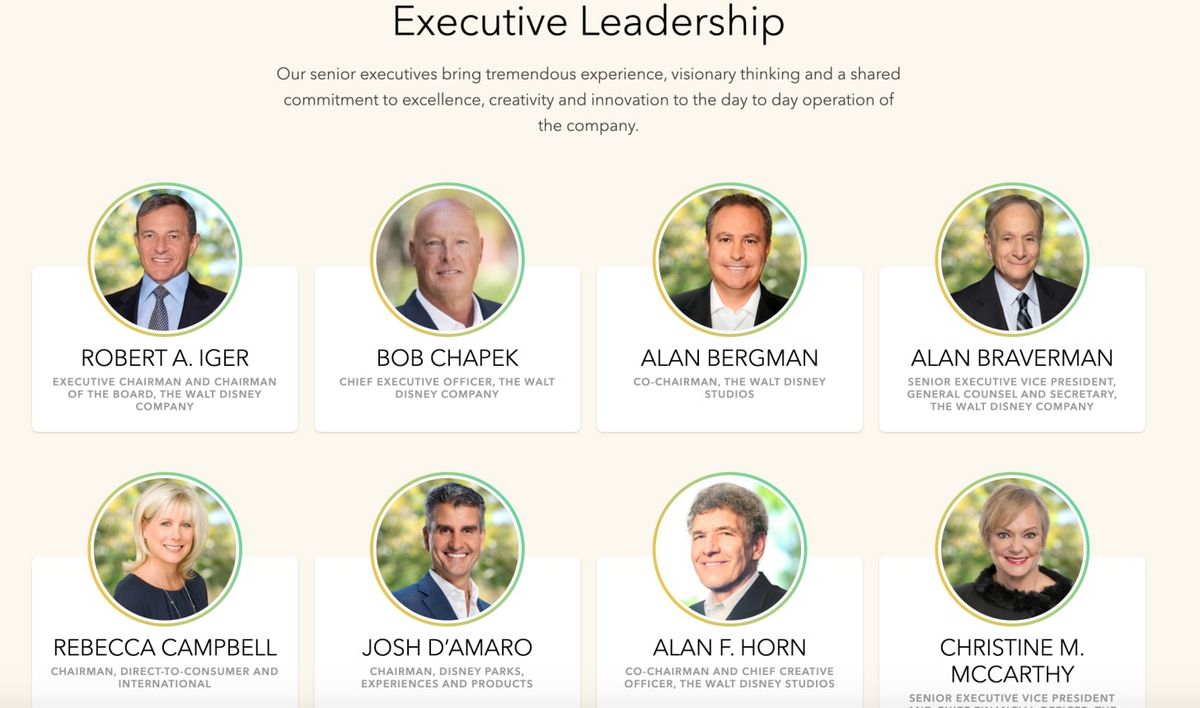 Executive Leadership
Our senior executives bring tremendous experience, visionary thinking and a shared
commitment to excellence, creativity and innovation to the day to day operation of
the company.
ROBERT A. IGER
EXECUTIVE CHAIRMAN AND CHAIRMAN
OF THE BOARD, THE WALT DISNEY
COMPANY
BOB CHAPEK
CHIEF EXECUTIVE OFFICER, THE WALT
DISNEY COMPANY
ALAN BERGMAN
CO-CHAIRMAN, THE WALT DISNEY
STUDIOS
ALAN BRAVERMAN
SENIOR EXECUTIVE VICE PRESIDENT,
GENERAL COUNSEL AND SECRETARY,
THE WALT DISNEY COMPANY
REBECCA CAMPBELL
CHAIRMAN, DIRECT-TO-CONSUMER AND
INTERNATIONAL
JOSH D’AMARO
CHAIRMAN, DISNEY PARKS,
EXPERIENCES AND PRODUCTS
ALAN F. HORN
CO-CHAIRMAN AND CHIEF CREATIVE
OFFICER, THE WALT DISNEY STUDIOS
CHRISTINE M.
MCCARTHY
SENIOR EXECUTIVE VICE PRESIDENT